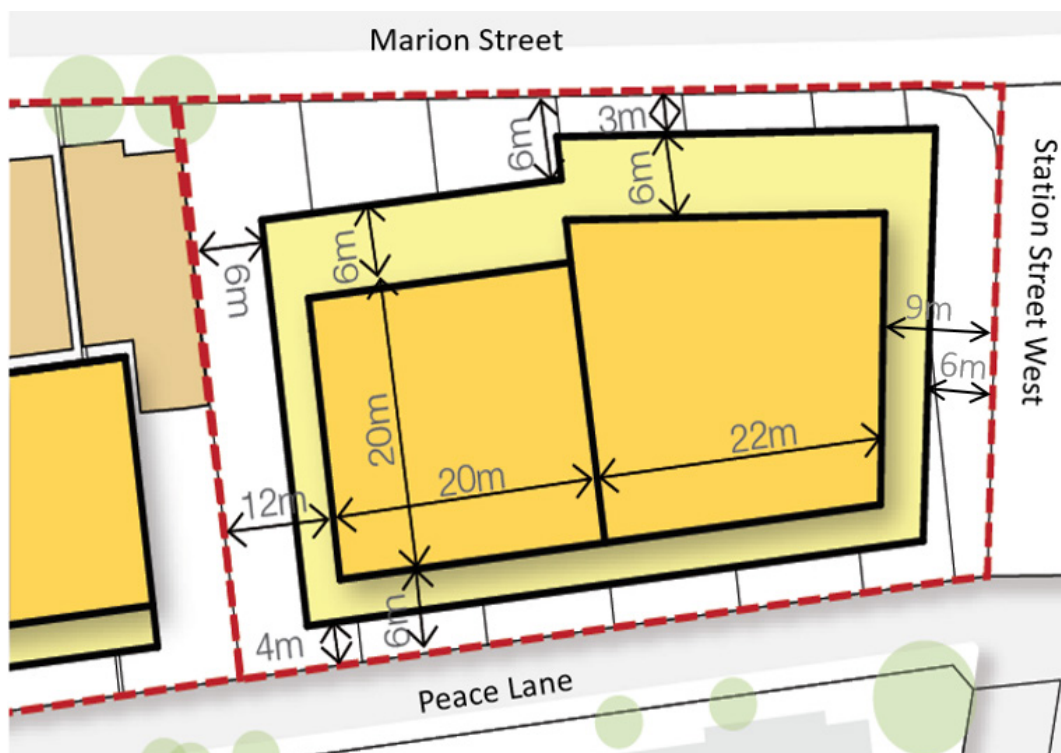 Marion Street
3m
6m
6m
6m
6m
9m
6m
20m
22m
20m
12m
6m
4m
Station Street West
Peace Lane